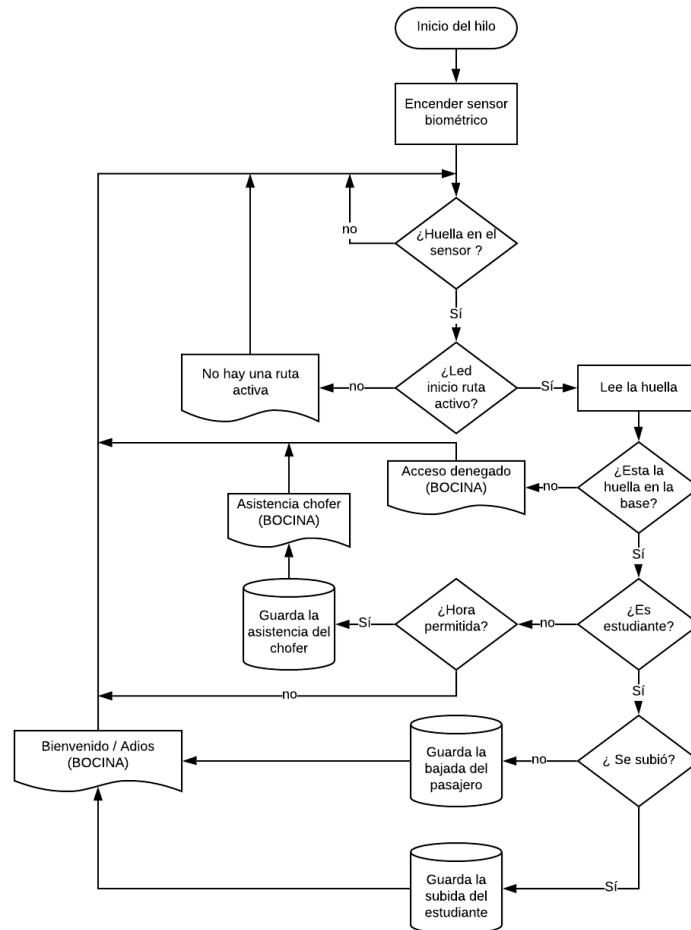 Inicio del hilo
Encender sensor
biométrico
¿Huella en el
sensor ?
no
Sí
No hay una ruta
activa
no
¿Led
inicio ruta
activo?
Sí
Lee la huella
Acceso denegado
(BOCINA)
no
¿Esta la
huella en la
base?
Asistencia chofer
(BOCINA)
Sí
Guarda la
asistencia del
chofer
Sí
¿Hora
permitida?
no
¿Es
estudiante?
no
Sí
Bienvenido / Adios
(BOCINA)
Guarda la
bajada del
pasajero
no
¿ Se subió?
Guarda la
subida del
estudiante
Sí